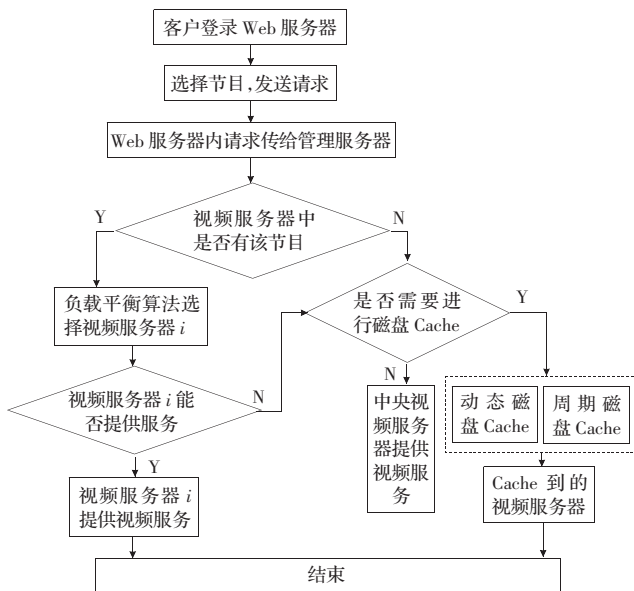 客户登录 Web 服务器
选择节目,发送请求
Web 服务器内请求传给管理服务器
视频服务器中
是否有该节目
Y
N
负载平衡算法选
择视频服务器 i
是否需要进
行磁盘 Cache
Y
N
视频服务器 i 能
否提供服务
N
Y
中央视
频服务
器提供
视频服
务
动态磁
盘 Cache
周期磁
盘 Cache
视频服务器 i
提供视频服务
Cache 到的
视频服务器
结束